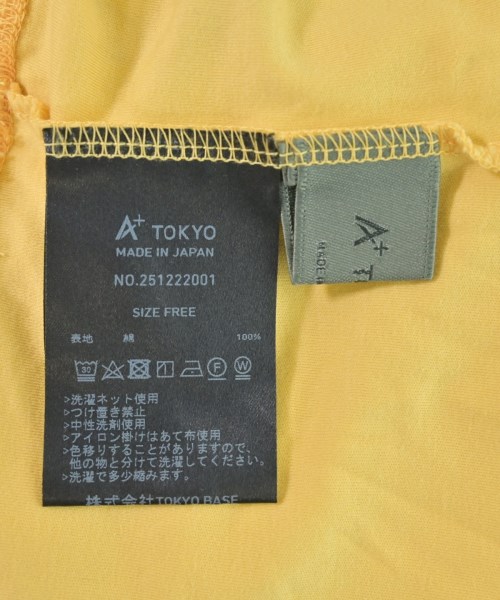 A+ TOKYO
MADE IN JAPAN
NO.251222001
SIZE FREE
表地 綿 100%
30
F W
>洗濯ネット使用
>つけ置き禁止
>中性洗剤使用
>アイロン掛けはあて布使用
>色移りすることがありますので、
他の物と分けて洗濯してください。
>洗濯で多少縮みます。
株式会社TOKYO BASE
A+ T
MADE